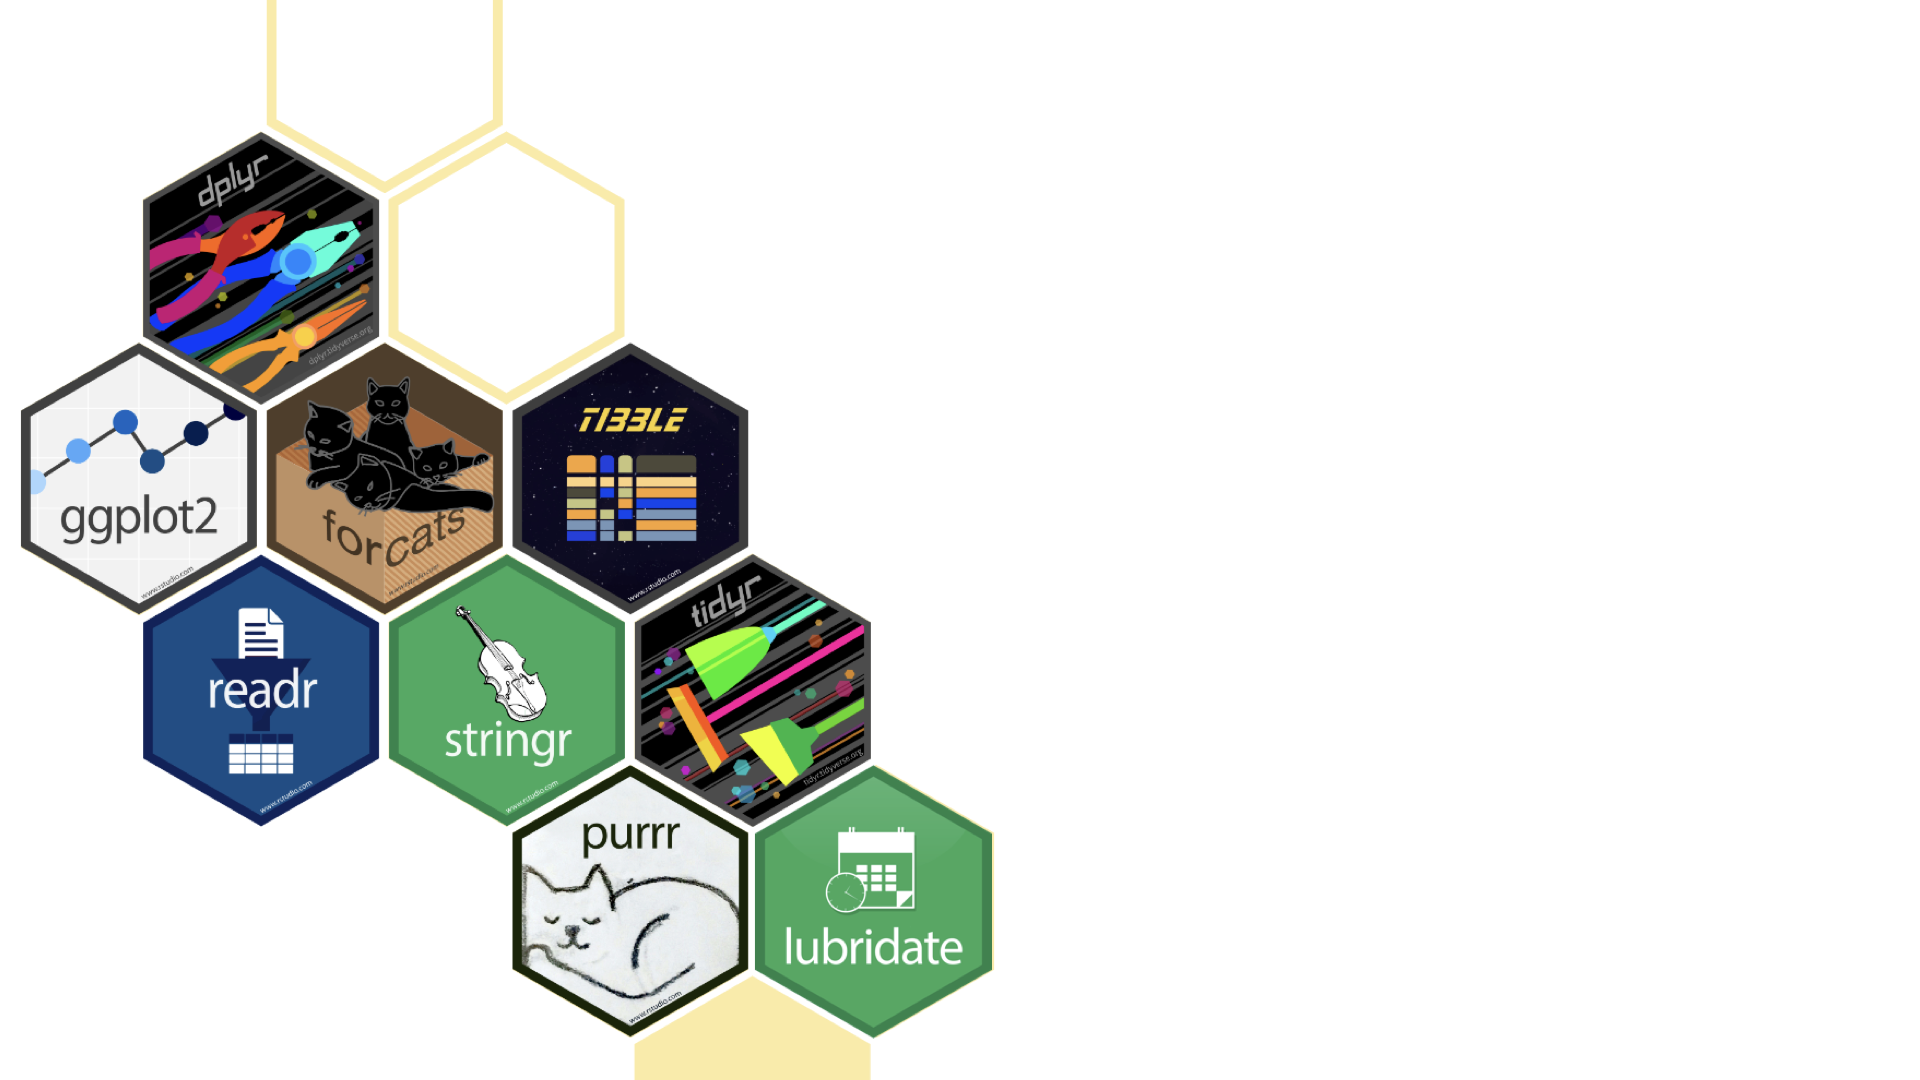 dplyr
dplyr.tidyverse.org
ggplot2
www.rstudio.com
forcats
www.rstudio.com
TIBBLE
www.rstudio.com
readr
www.rstudio.com
stringr
www.rstudio.com
tidyr
tidyr.tidyverse.org
purrr
www.rstudio.com
lubridate